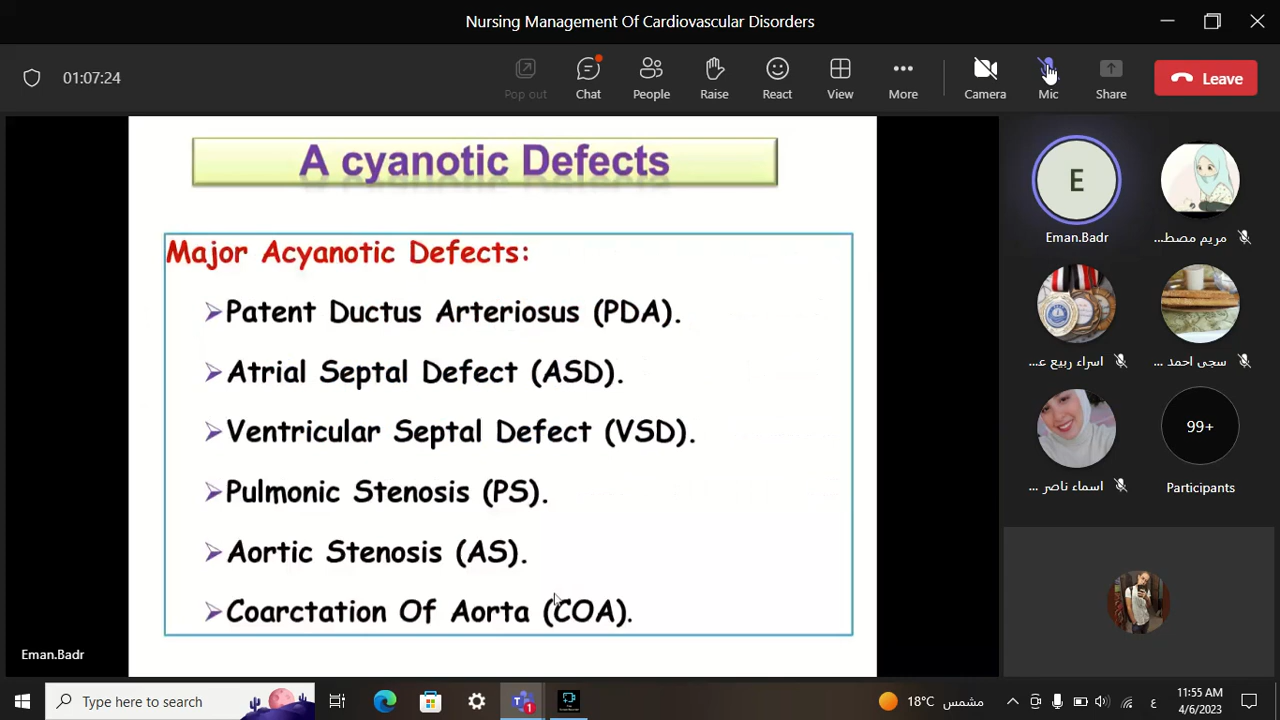 Nursing Management Of Cardiovascular Disorders
01:07:24
Pop out
Chat
People
Raise
React
View
More
Camera
Mic
Share
Leave
A cyanotic Defects
Major Acyanotic Defects:
Patent Ductus Arteriosus (PDA).
Atrial Septal Defect (ASD).
Ventricular Septal Defect (VSD).
Pulmonic Stenosis (PS).
Aortic Stenosis (AS).
Coarctation Of Aorta (COA).
Eman.Badr
E
Eman.Badr
مريم مصط...
اسراء ربيع ع...
سجى احمد ...
اسماء ناصر ...
99+
Participants
Type here to search
1
18°C مشمس
ع
11:55 AM
4/6/2023